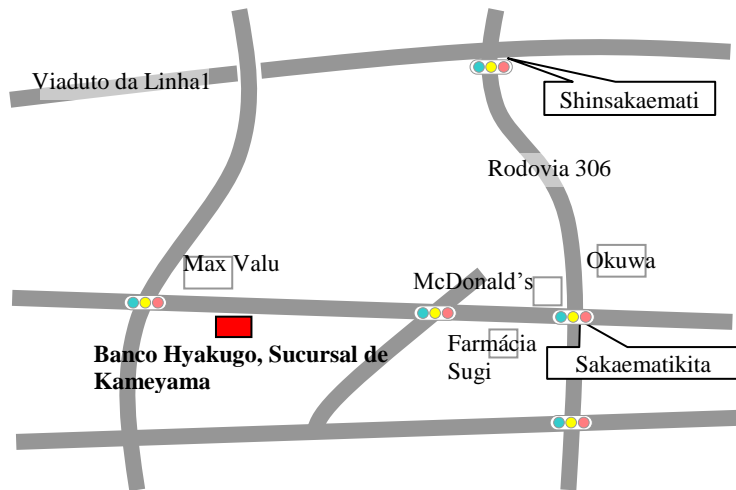 Viaduto da Linha1
Shinsakaemati
Rodovia 306
Max Valu
McDonald's
Okuwa
Banco Hyakugo, Sucursal de
Kameyama
Farmácia
Sugi
Sakaematikita